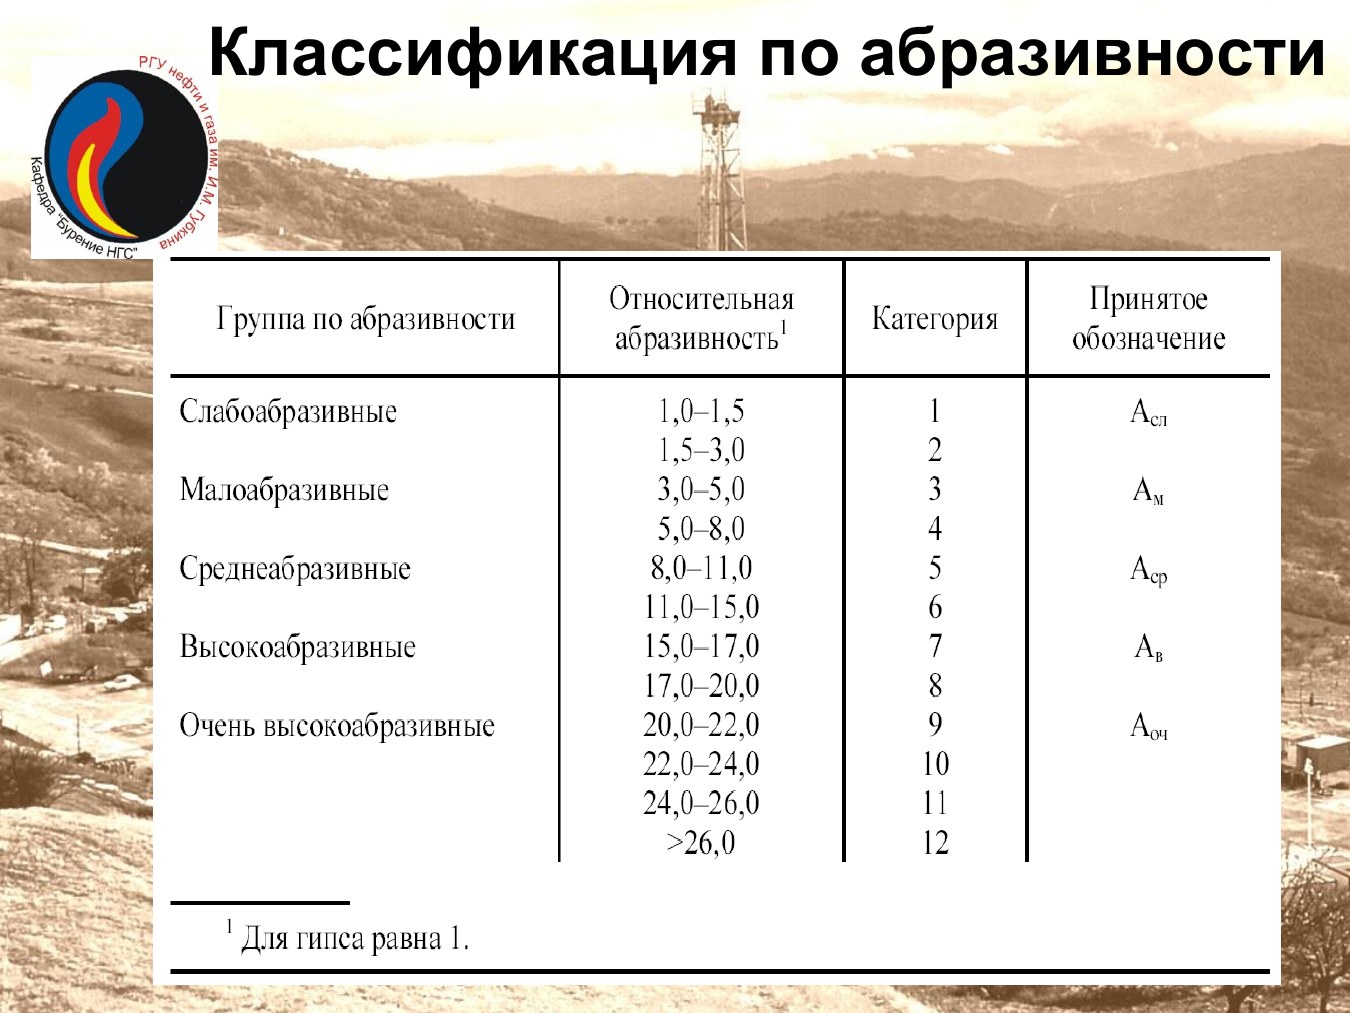 Классификация по абразивности
РГУ нефти и газа им. И.М. Губкина
Кафедра "Бурение НГС"
Группа по абразивности Относительная абразивность¹ Категория Принятое обозначение
Слабоабразивные 1,0–1,5 1 Асл
1,5–3,0 2
Малоабразивные 3,0–5,0 3 Ам
5,0–8,0 4
Среднеабразивные 8,0–11,0 5 Аср
11,0–15,0 6
Высокоабразивные 15,0–17,0 7 Ав
17,0–20,0 8
Очень высокоабразивные 20,0–22,0 9 Аоч
22,0–24,0 10
24,0–26,0 11
>26,0 12
¹ Для гипса равна 1.